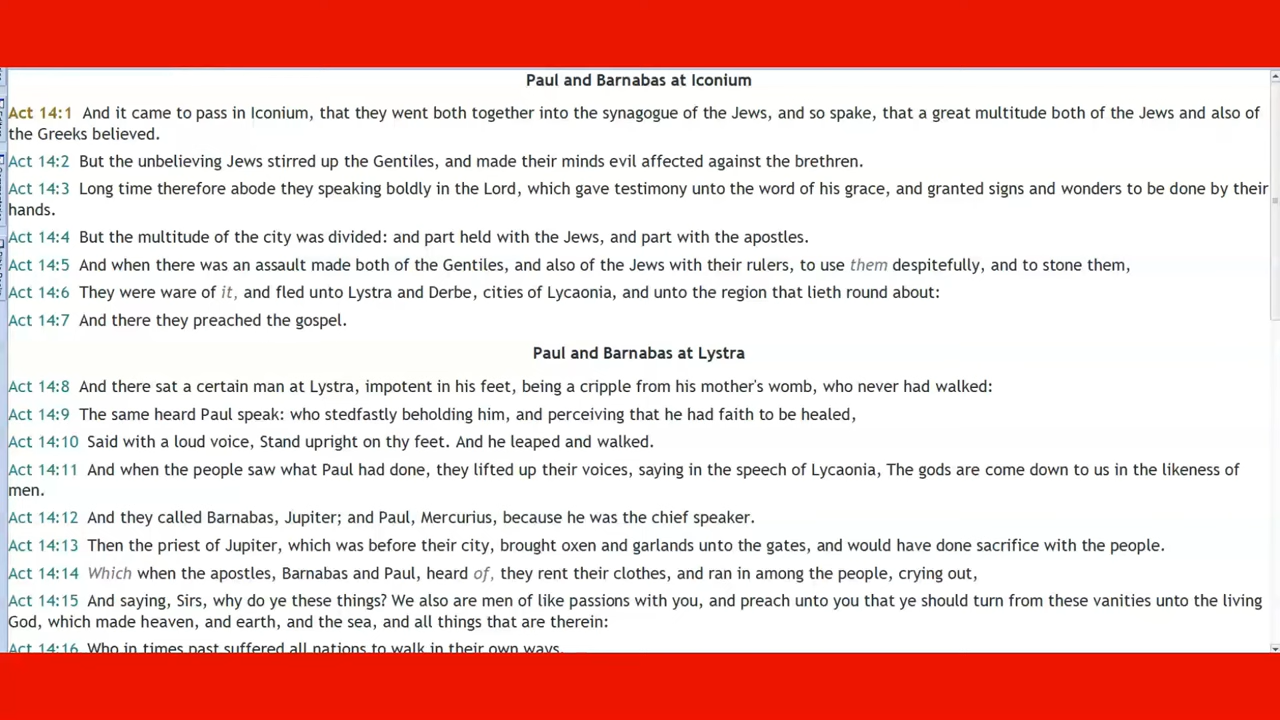 Paul and Barnabas at Iconium
Act 14:1 And it came to pass in Iconium, that they went both together into the synagogue of the Jews, and so spake, that a great multitude both of the Jews and also of
the Greeks believed.
Act 14:2 But the unbelieving Jews stirred up the Gentiles, and made their minds evil affected against the brethren.
Act 14:3 Long time therefore abode they speaking boldly in the Lord, which gave testimony unto the word of his grace, and granted signs and wonders to be done by their
hands.
Act 14:4 But the multitude of the city was divided: and part held with the Jews, and part with the apostles.
Act 14:5 And when there was an assault made both of the Gentiles, and also of the Jews with their rulers, to use them despitefully, and to stone them,
Act 14:6 They were ware of it, and fled unto Lystra and Derbe, cities of Lycaonia, and unto the region that lieth round about:
Act 14:7 And there they preached the gospel.
Paul and Barnabas at Lystra
Act 14:8 And there sat a certain man at Lystra, impotent in his feet, being a cripple from his mother's womb, who never had walked:
Act 14:9 The same heard Paul speak: who stedfastly beholding him, and perceiving that he had faith to be healed,
Act 14:10 Said with a loud voice, Stand upright on thy feet. And he leaped and walked.
Act 14:11 And when the people saw what Paul had done, they lifted up their voices, saying in the speech of Lycaonia, The gods are come down to us in the likeness of
men.
Act 14:12 And they called Barnabas, Jupiter; and Paul, Mercurius, because he was the chief speaker.
Act 14:13 Then the priest of Jupiter, which was before their city, brought oxen and garlands unto the gates, and would have done sacrifice with the people.
Act 14:14 Which when the apostles, Barnabas and Paul, heard of, they rent their clothes, and ran in among the people, crying out,
Act 14:15 And saying, Sirs, why do ye these things? We also are men of like passions with you, and preach unto you that ye should turn from these vanities unto the living
God, which made heaven, and earth, and the sea, and all things that are therein:
Act 14:16 Who in times past suffered all nations to walk in their own ways.